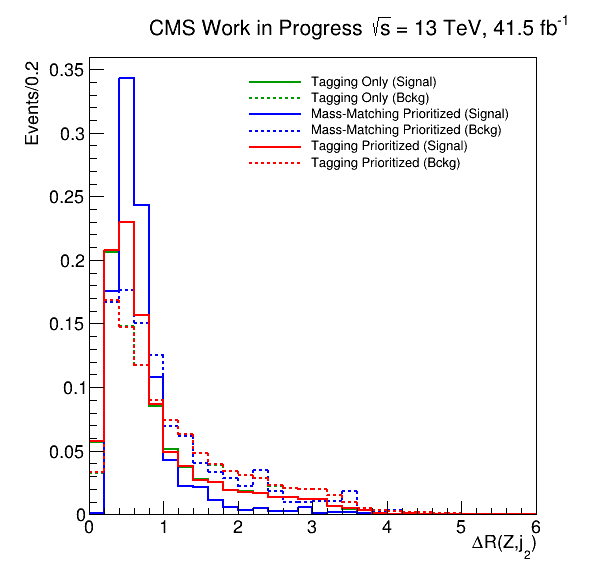 CMS Work in Progress √s = 13 TeV, 41.5 fb⁻¹
Events/0.2
0.35
0.3
0.25
0.2
0.15
0.1
0.05
0
Tagging Only (Signal)
Tagging Only (Bckg)
Mass-Matching Prioritized (Signal)
Mass-Matching Prioritized (Bckg)
Tagging Prioritized (Signal)
Tagging Prioritized (Bckg)
0 1 2 3 4 5 6
ΔR(Z,j₂)